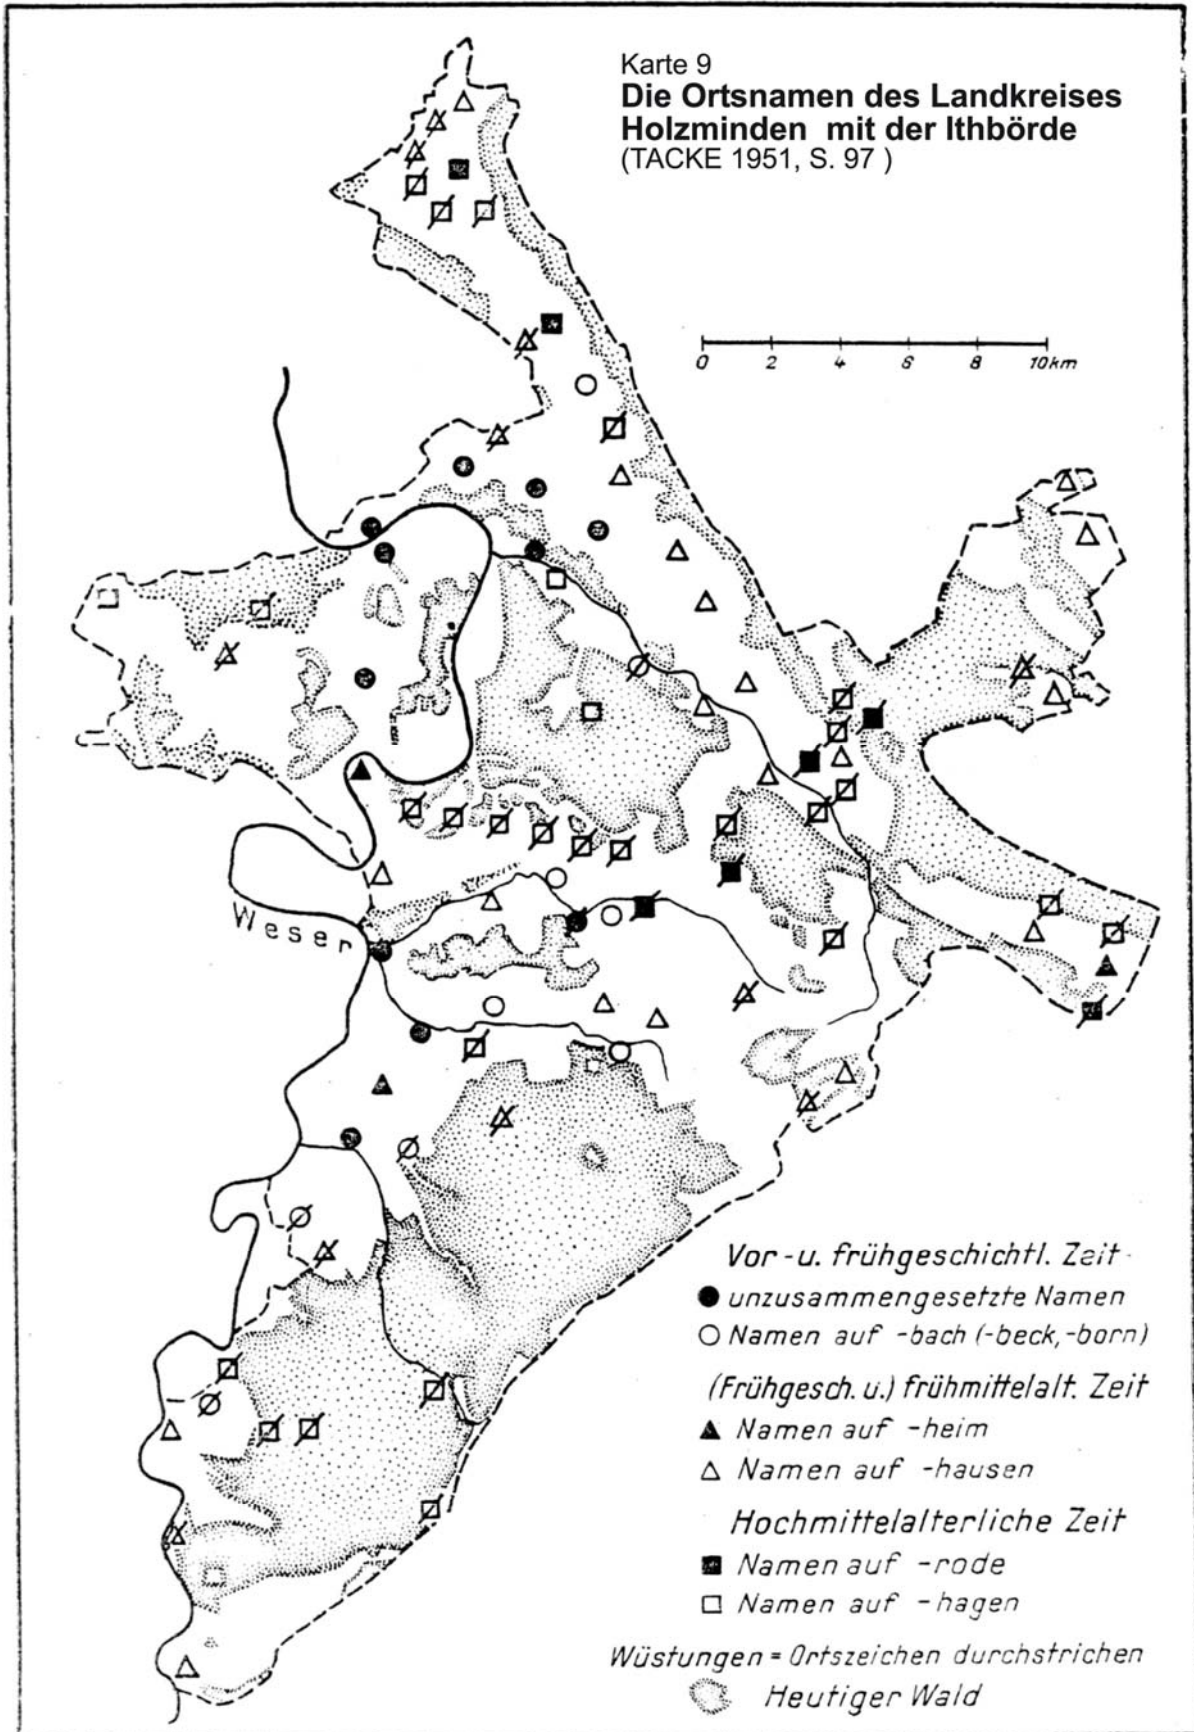 Karte 9
Die Ortsnamen des Landkreises
Holzminden mit der Ithbörde
(TACKE 1951, S. 97 )
0 2 4 6 8 10km
Weser
Vor-u. frühgeschichtl. Zeit
unzusammengesetzte Namen
Namen auf -bach (-beck,-born)
(Frühgesch. u.) frühmittelalt. Zeit
Namen auf -heim
Namen auf -hausen
Hochmittelalterliche Zeit
Namen auf -rode
Namen auf -hagen
Wüstungen = Ortszeichen durchstrichen
Heutiger Wald